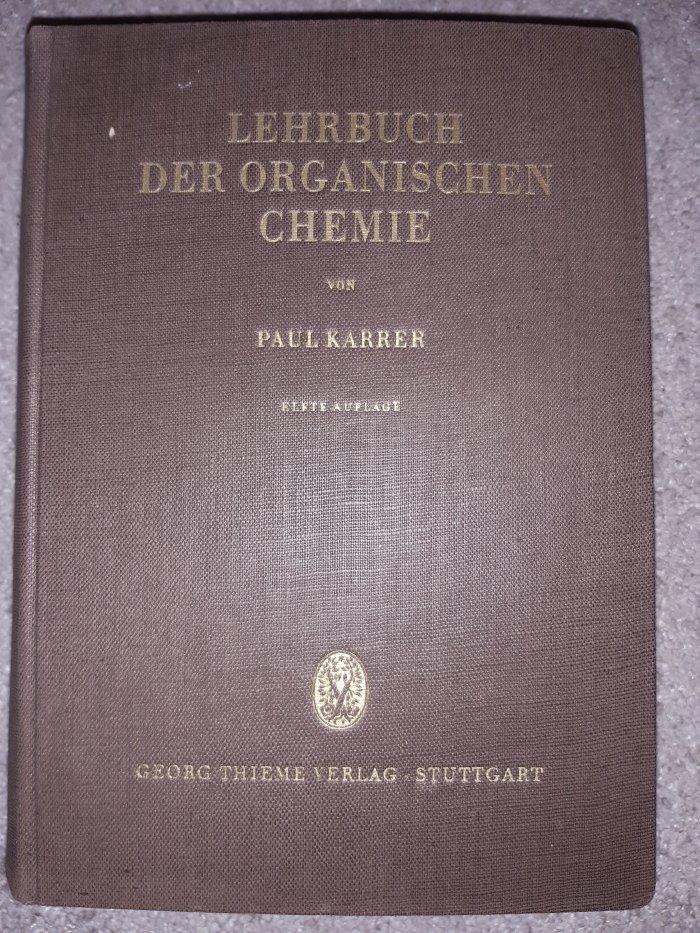 LEHRBUCH
DER ORGANISCHEN
CHEMIE
VON
PAUL KARRER
ELFTE AUFLAGE
GEORG THIEME VERLAG · STUTTGART